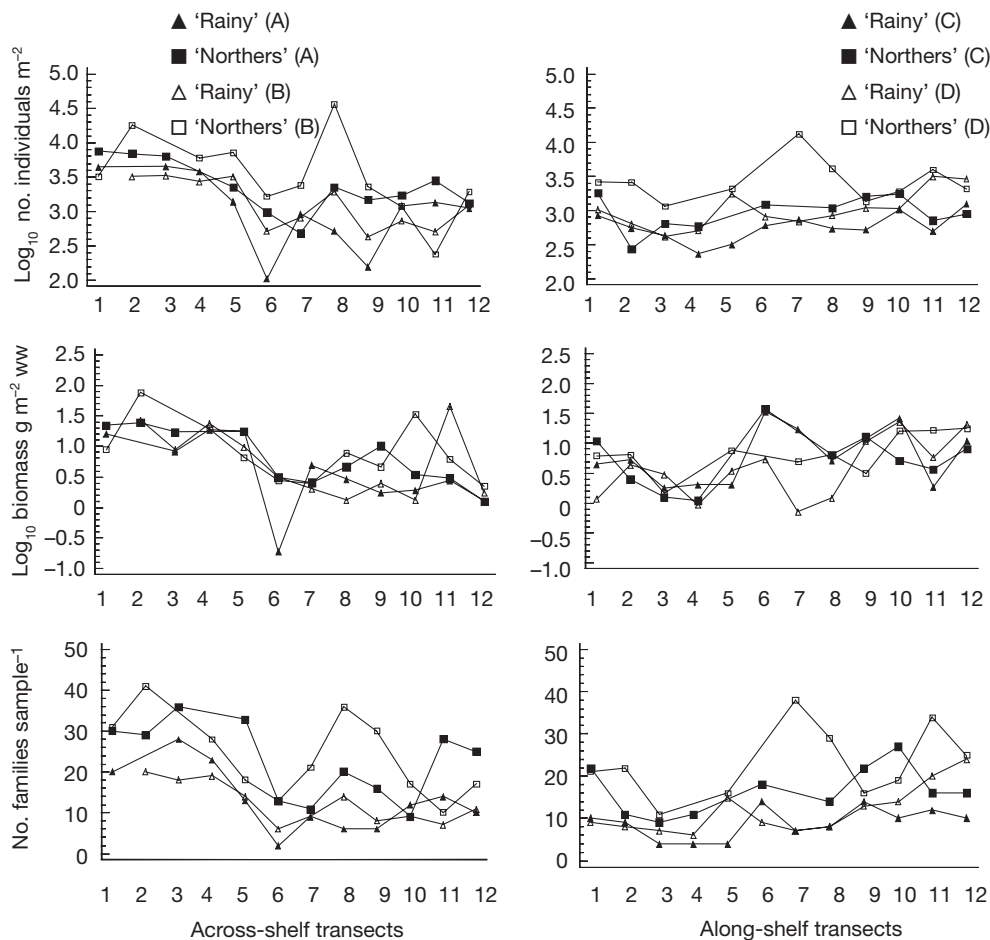 ▲ 'Rainy' (A)
■ 'Northers' (A)
△ 'Rainy' (B)
□ 'Northers' (B)
▲ 'Rainy' (C)
■ 'Northers' (C)
△ 'Rainy' (D)
□ 'Northers' (D)
Log₁₀ no. individuals m⁻²
5.0
4.5
4.0
3.5
3.0
2.5
2.0
1 2 3 4 5 6 7 8 9 10 11 12
5.0
4.5
4.0
3.5
3.0
2.5
2.0
1 2 3 4 5 6 7 8 9 10 11 12
Log₁₀ biomass g m⁻² ww
2.5
2.0
1.5
1.0
0.5
0
−0.5
−1.0
1 2 3 4 5 6 7 8 9 10 11 12
2.5
2.0
1.5
1.0
0.5
0
−0.5
−1.0
1 2 3 4 5 6 7 8 9 10 11 12
No. families sample⁻¹
50
40
30
20
10
0
1 2 3 4 5 6 7 8 9 10 11 12
Across-shelf transects
50
40
30
20
10
0
1 2 3 4 5 6 7 8 9 10 11 12
Along-shelf transects